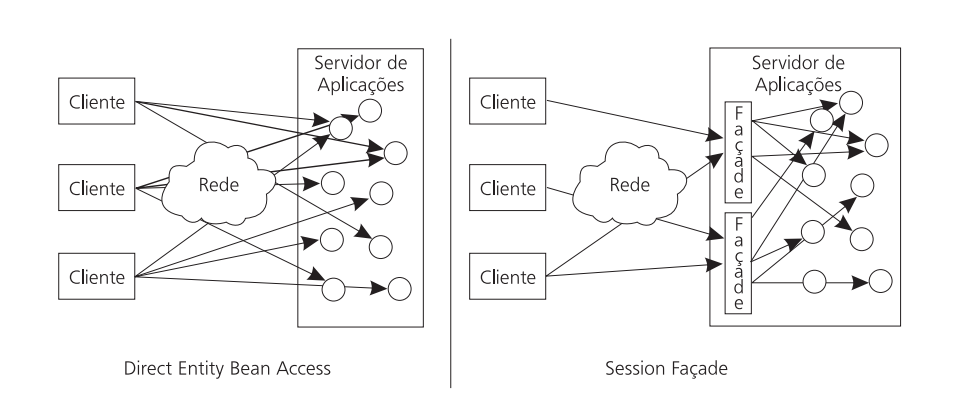 Servidor de
Aplicações
Cliente
Cliente
Rede
Cliente
Direct Entity Bean Access
Servidor de
Aplicações
Cliente
Façade
Cliente
Rede
Façade
Cliente
Session Façade